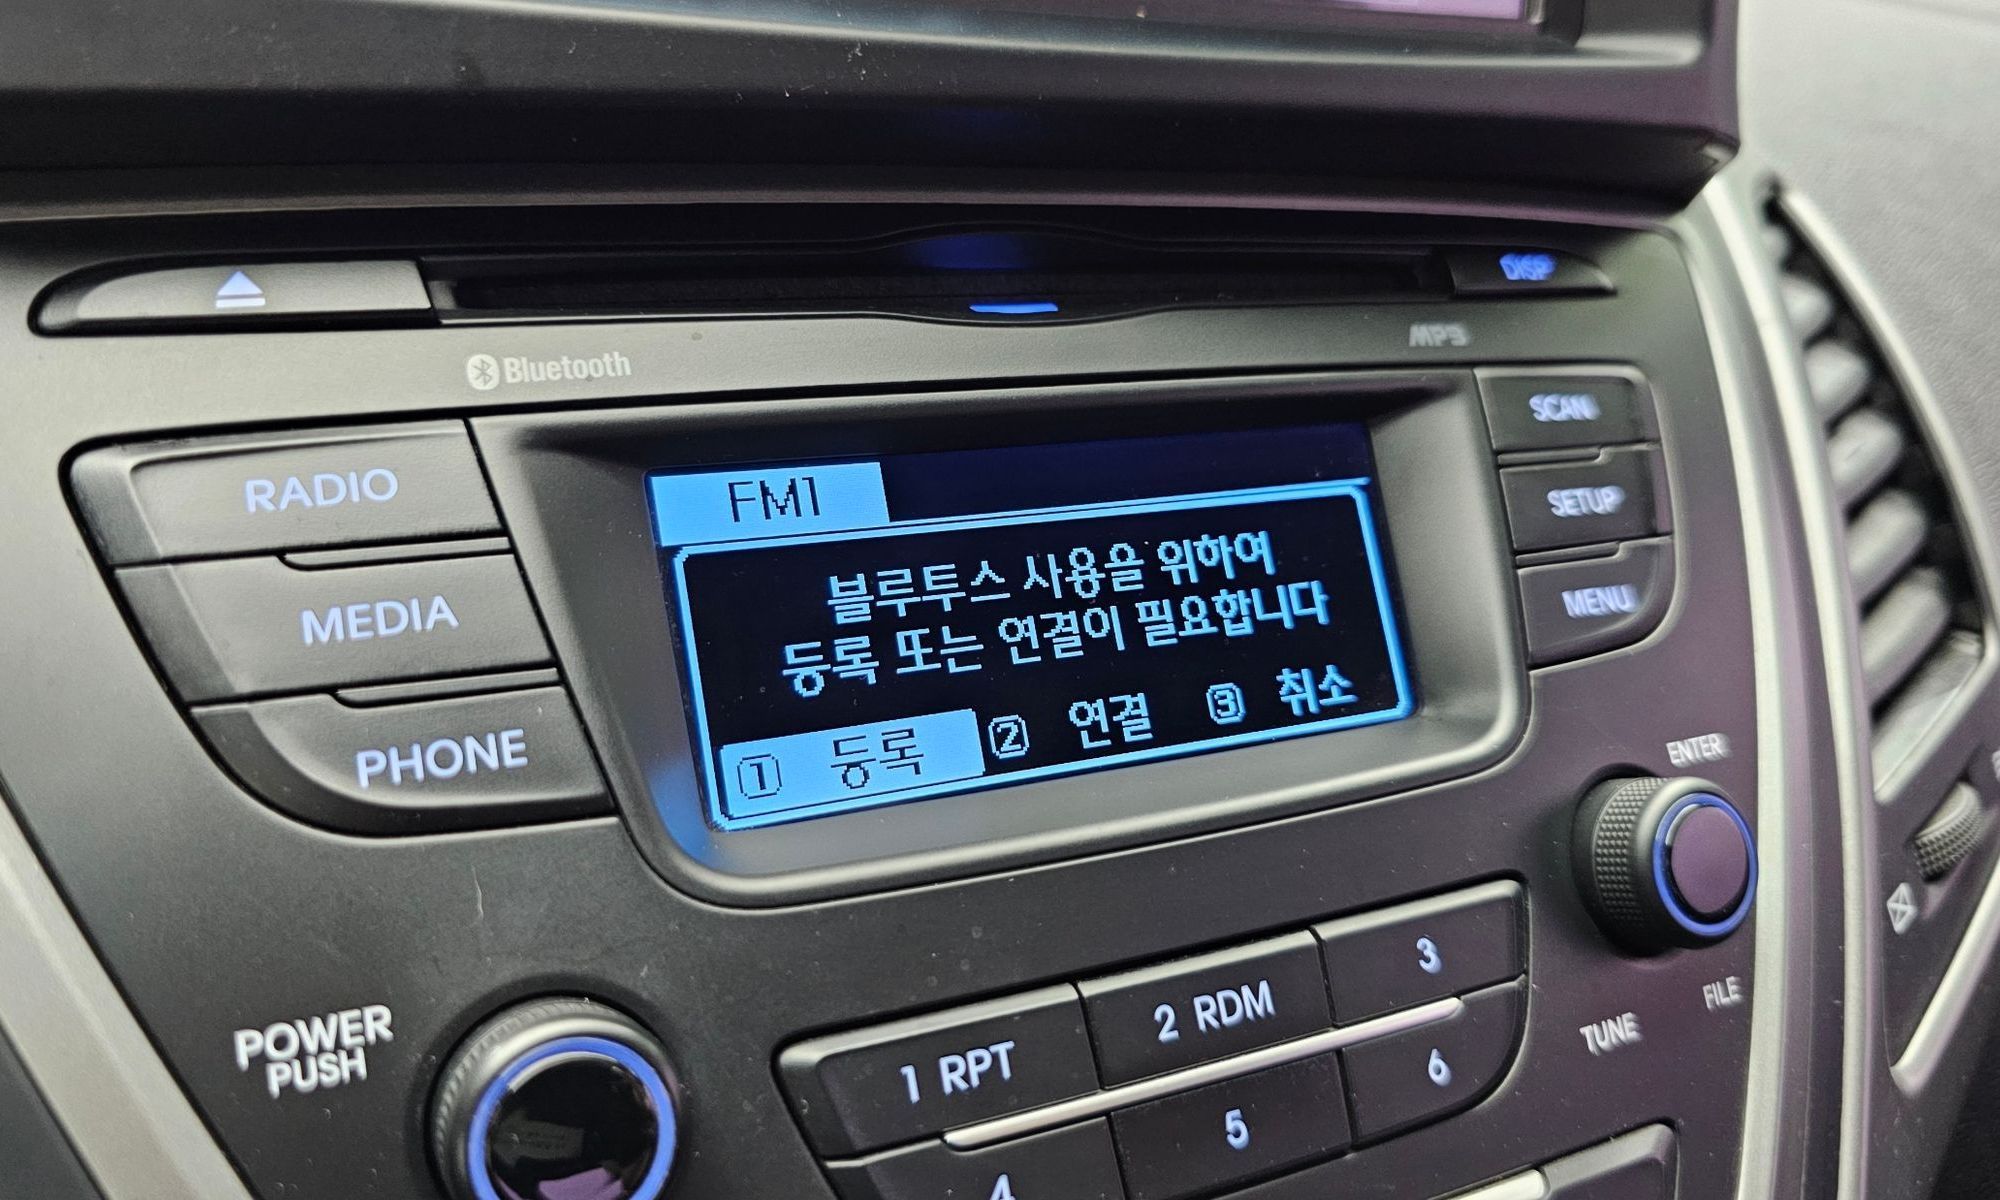 DISP
Bluetooth
MP3
RADIO
SCAN
FM1
MEDIA
SETUP
블루투스 사용을 위하여
등록 또는 연결이 필요합니다
MENU
PHONE
1 등록 2 연결 3 취소
ENTER
POWER
PUSH
1 RPT
2 RDM
3
TUNE
FILE
4
5
6